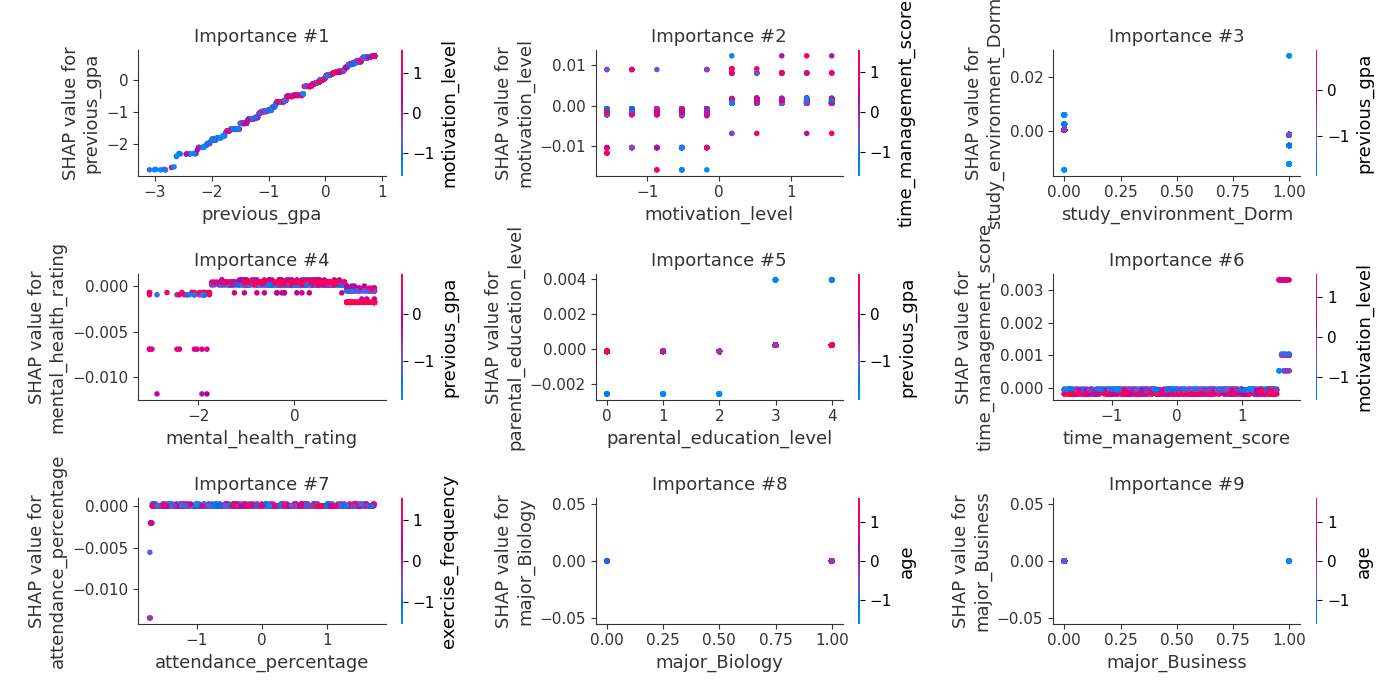 Importance #1
SHAP value for
previous_gpa
0
−1
−2
−3
−2
−1
0
1
previous_gpa
1
0
−1
motivation_level
Importance #2
SHAP value for
motivation_level
0.01
0.00
−0.01
−1
0
1
motivation_level
1
0
−1
time_management_score
Importance #3
SHAP value for
study_environment_Dorm
0.02
0.00
0.00
0.25
0.50
0.75
1.00
study_environment_Dorm
0
−1
previous_gpa
Importance #4
SHAP value for
mental_health_rating
0.000
−0.005
−0.010
−2
0
mental_health_rating
0
−1
previous_gpa
Importance #5
SHAP value for
parental_education_level
0.004
0.002
0.000
−0.002
0
1
2
3
4
parental_education_level
0
−1
previous_gpa
Importance #6
SHAP value for
time_management_score
0.003
0.002
0.001
0.000
−1
0
1
time_management_score
1
0
−1
motivation_level
Importance #7
SHAP value for
attendance_percentage
0.000
−0.005
−0.010
−1
0
1
attendance_percentage
1
0
−1
exercise_frequency
Importance #8
SHAP value for
major_Biology
0.05
0.00
−0.05
0.00
0.25
0.50
0.75
1.00
major_Biology
1
0
−1
age
Importance #9
SHAP value for
major_Business
0.05
0.00
−0.05
0.00
0.25
0.50
0.75
1.00
major_Business
1
0
−1
age